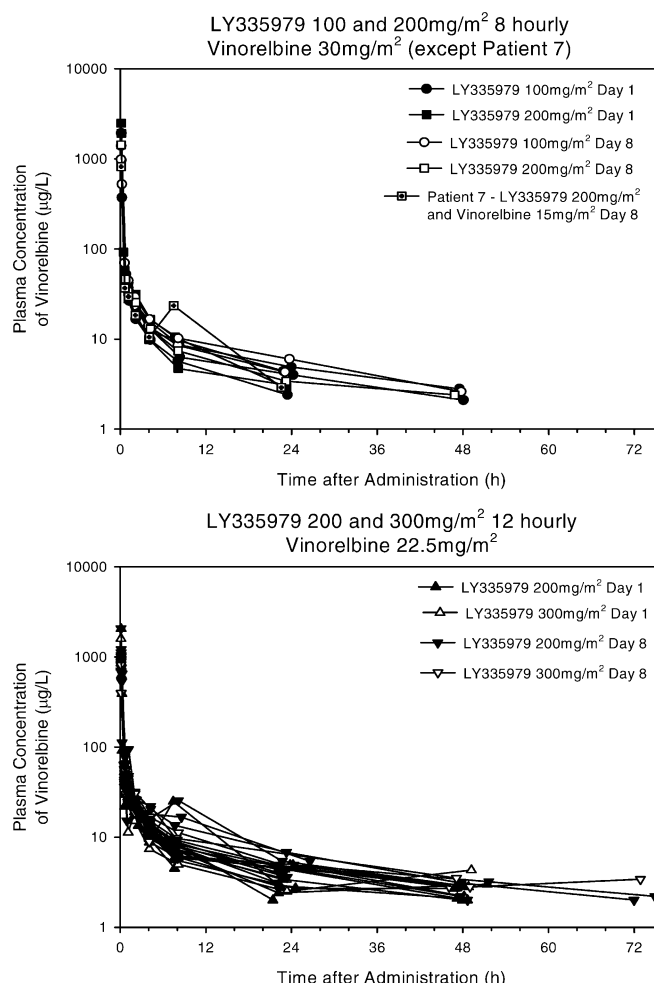 LY335979 100 and 200mg/m² 8 hourly
Vinorelbine 30mg/m² (except Patient 7)
10000
1000
100
10
1
Plasma Concentration
of Vinorelbine (µg/L)
LY335979 100mg/m² Day 1
LY335979 200mg/m² Day 1
LY335979 100mg/m² Day 8
LY335979 200mg/m² Day 8
Patient 7 - LY335979 200mg/m²
and Vinorelbine 15mg/m² Day 8
0 12 24 36 48 60 72
Time after Administration (h)
LY335979 200 and 300mg/m² 12 hourly
Vinorelbine 22.5mg/m²
10000
1000
100
10
1
Plasma Concentration
of Vinorelbine (µg/L)
LY335979 200mg/m² Day 1
LY335979 300mg/m² Day 1
LY335979 200mg/m² Day 8
LY335979 300mg/m² Day 8
0 12 24 36 48 60 72
Time after Administration (h)